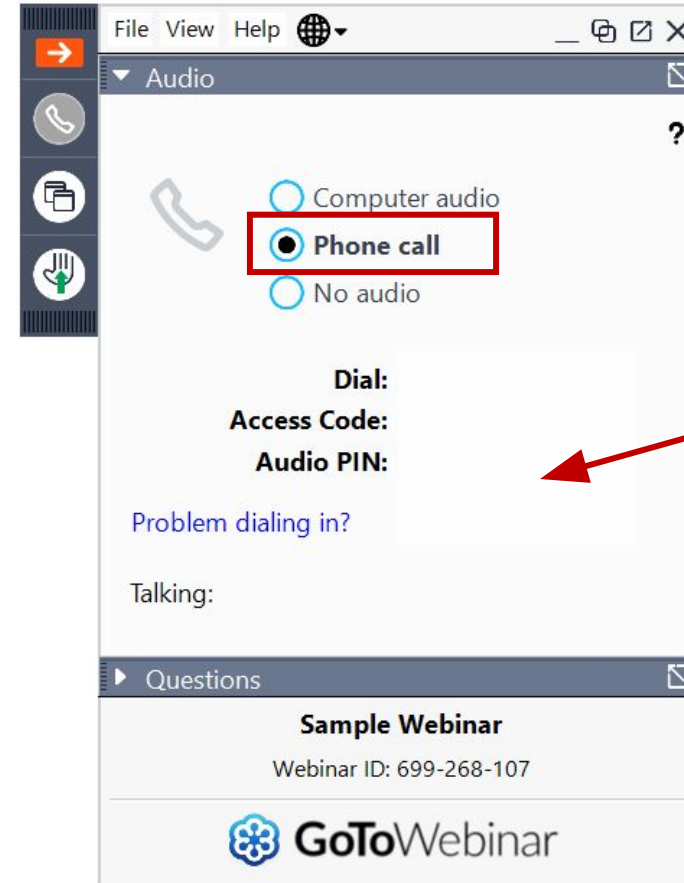 File View Help
Audio
?
Computer audio
Phone call
No audio
Dial:
Access Code:
Audio PIN:
Problem dialing in?
Talking:
Questions
Sample Webinar
Webinar ID: 699-268-107
GoToWebinar